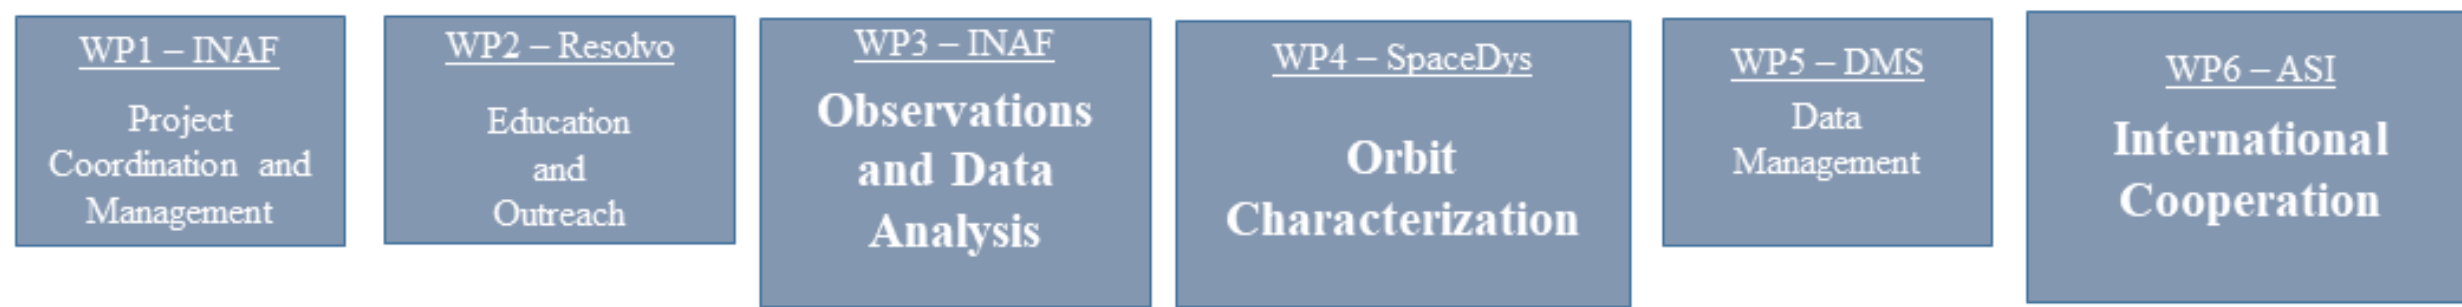 WP1 – INAF
Project
Coordination and
Management
WP2 – Resolvo
Education
and
Outreach
WP3 – INAF
Observations
and Data
Analysis
WP4 – SpaceDys
Orbit
Characterization
WP5 – DMS
Data
Management
WP6 – ASI
International
Cooperation